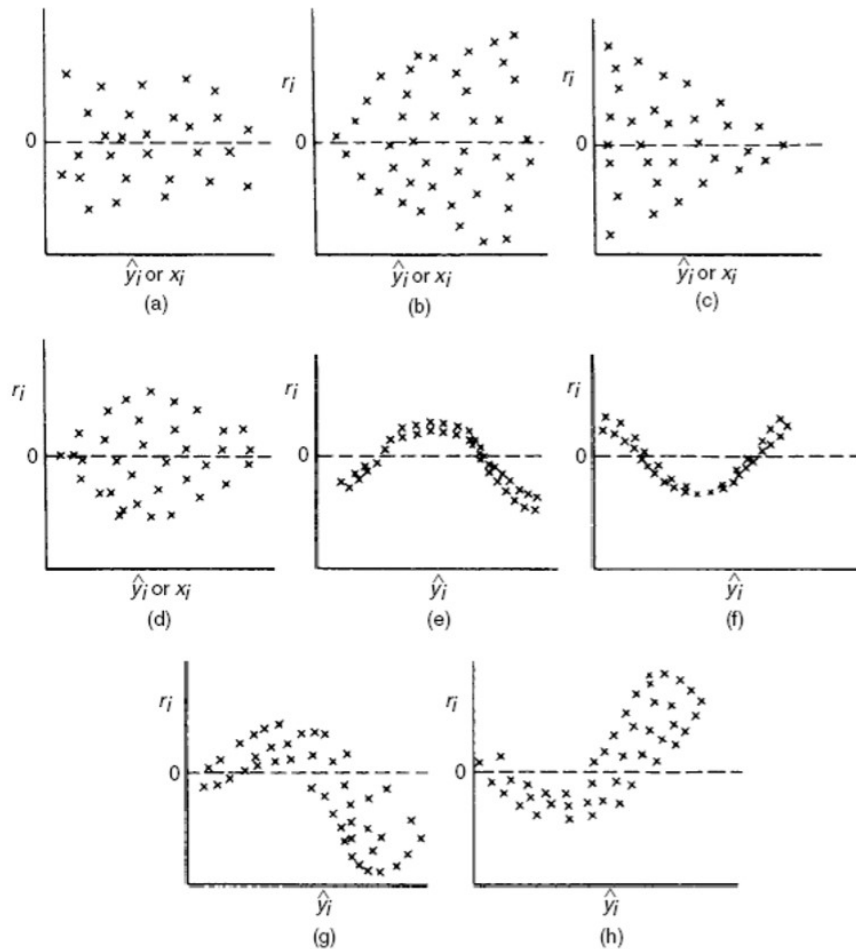 rᵢ rᵢ
0 0 0
ŷᵢ or xᵢ ŷᵢ or xᵢ ŷᵢ or xᵢ
(a) (b) (c)
rᵢ rᵢ rᵢ
0 0 0
ŷᵢ or xᵢ ŷᵢ ŷᵢ
(d) (e) (f)
rᵢ rᵢ
0 0
ŷᵢ ŷᵢ
(g) (h)